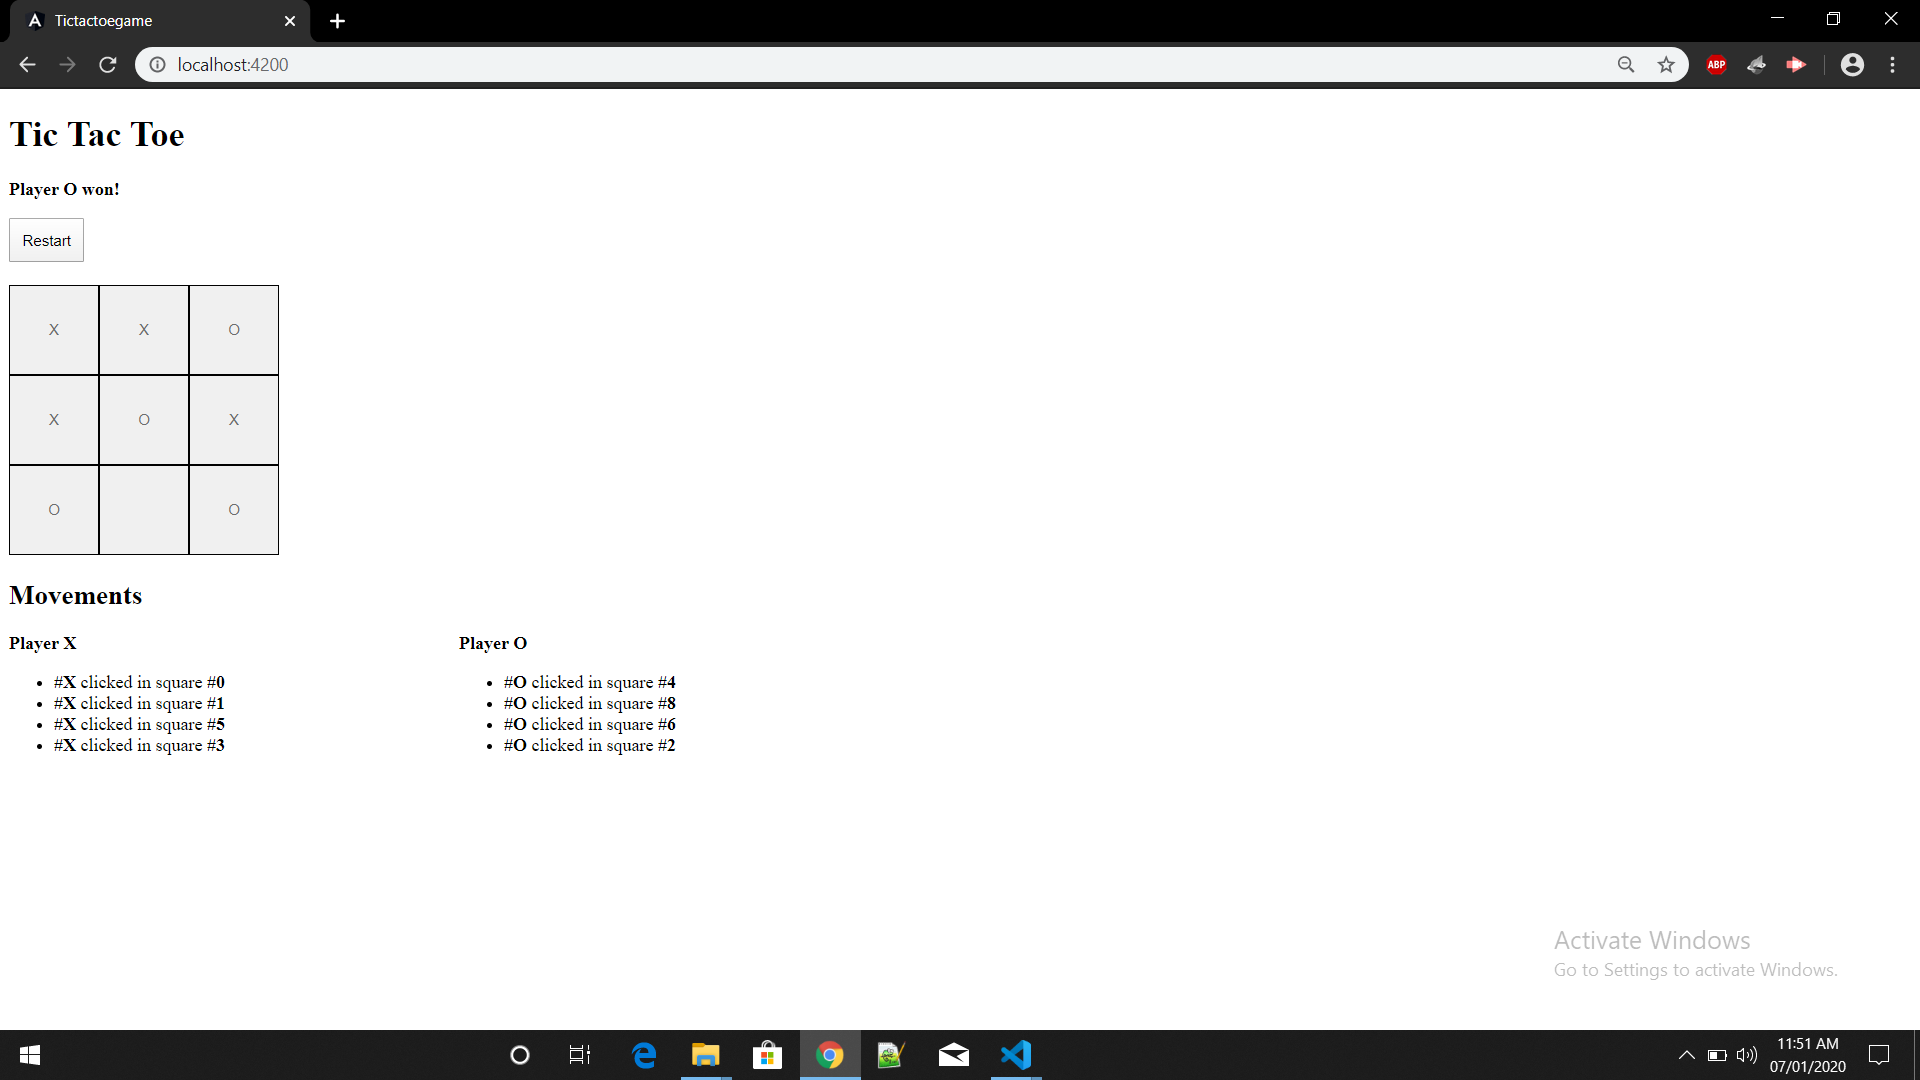 Tictactoegame
localhost:4200
ABP
Tic Tac Toe
Player O won!
Restart
X X O
X O X
O O
Movements
Player X
#X clicked in square #0
#X clicked in square #1
#X clicked in square #5
#X clicked in square #3
Player O
#O clicked in square #4
#O clicked in square #8
#O clicked in square #6
#O clicked in square #2
Activate Windows
Go to Settings to activate Windows.
11:51 AM
07/01/2020